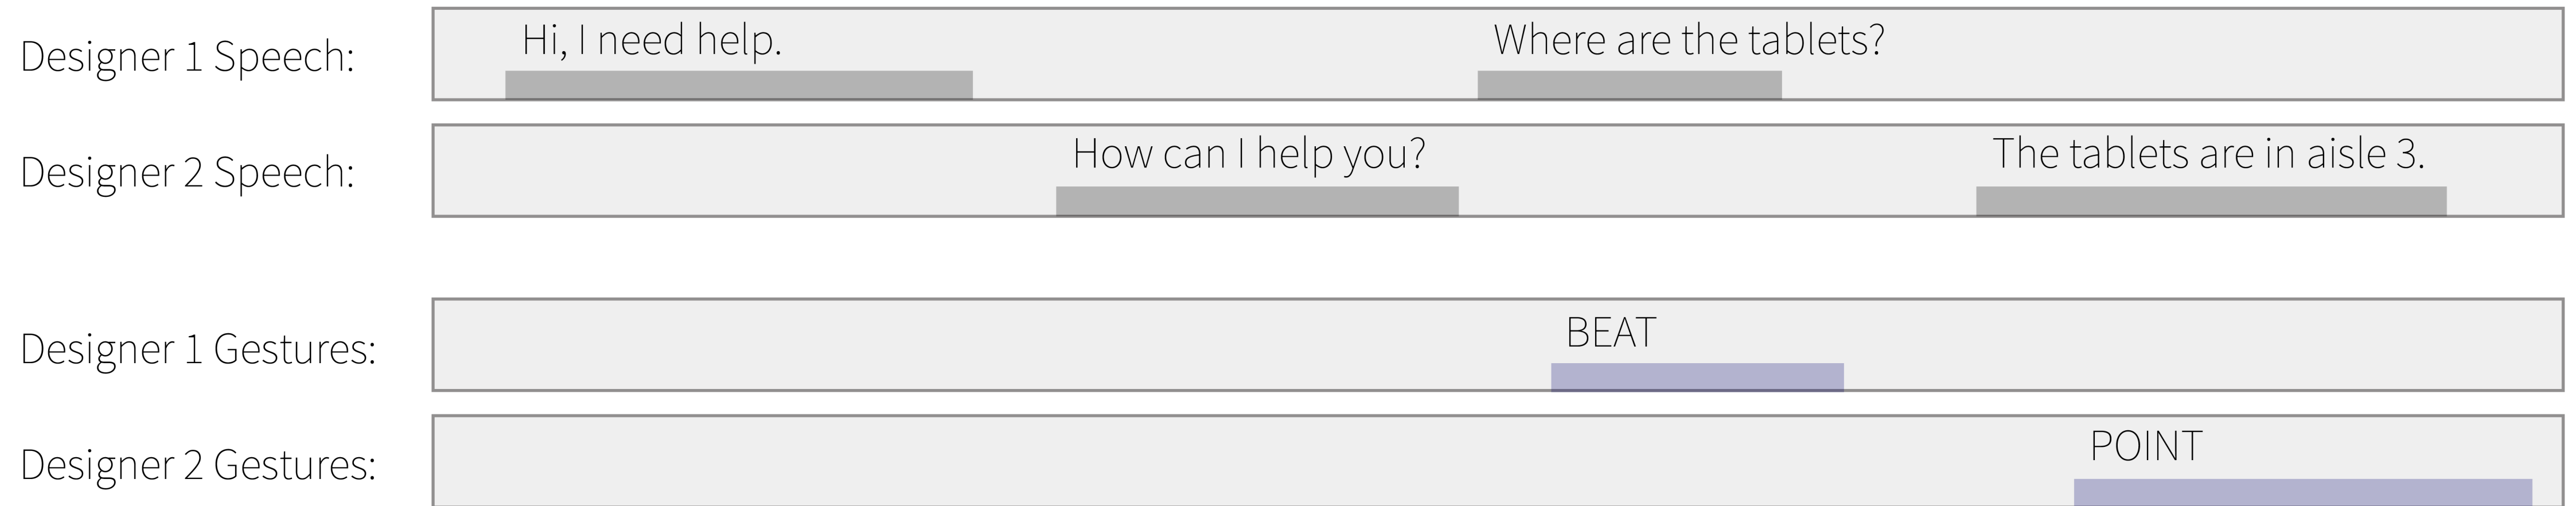 Designer 1 Speech: Hi, I need help. Where are the tablets?
Designer 2 Speech: How can I help you? The tablets are in aisle 3.
Designer 1 Gestures: BEAT
Designer 2 Gestures: POINT